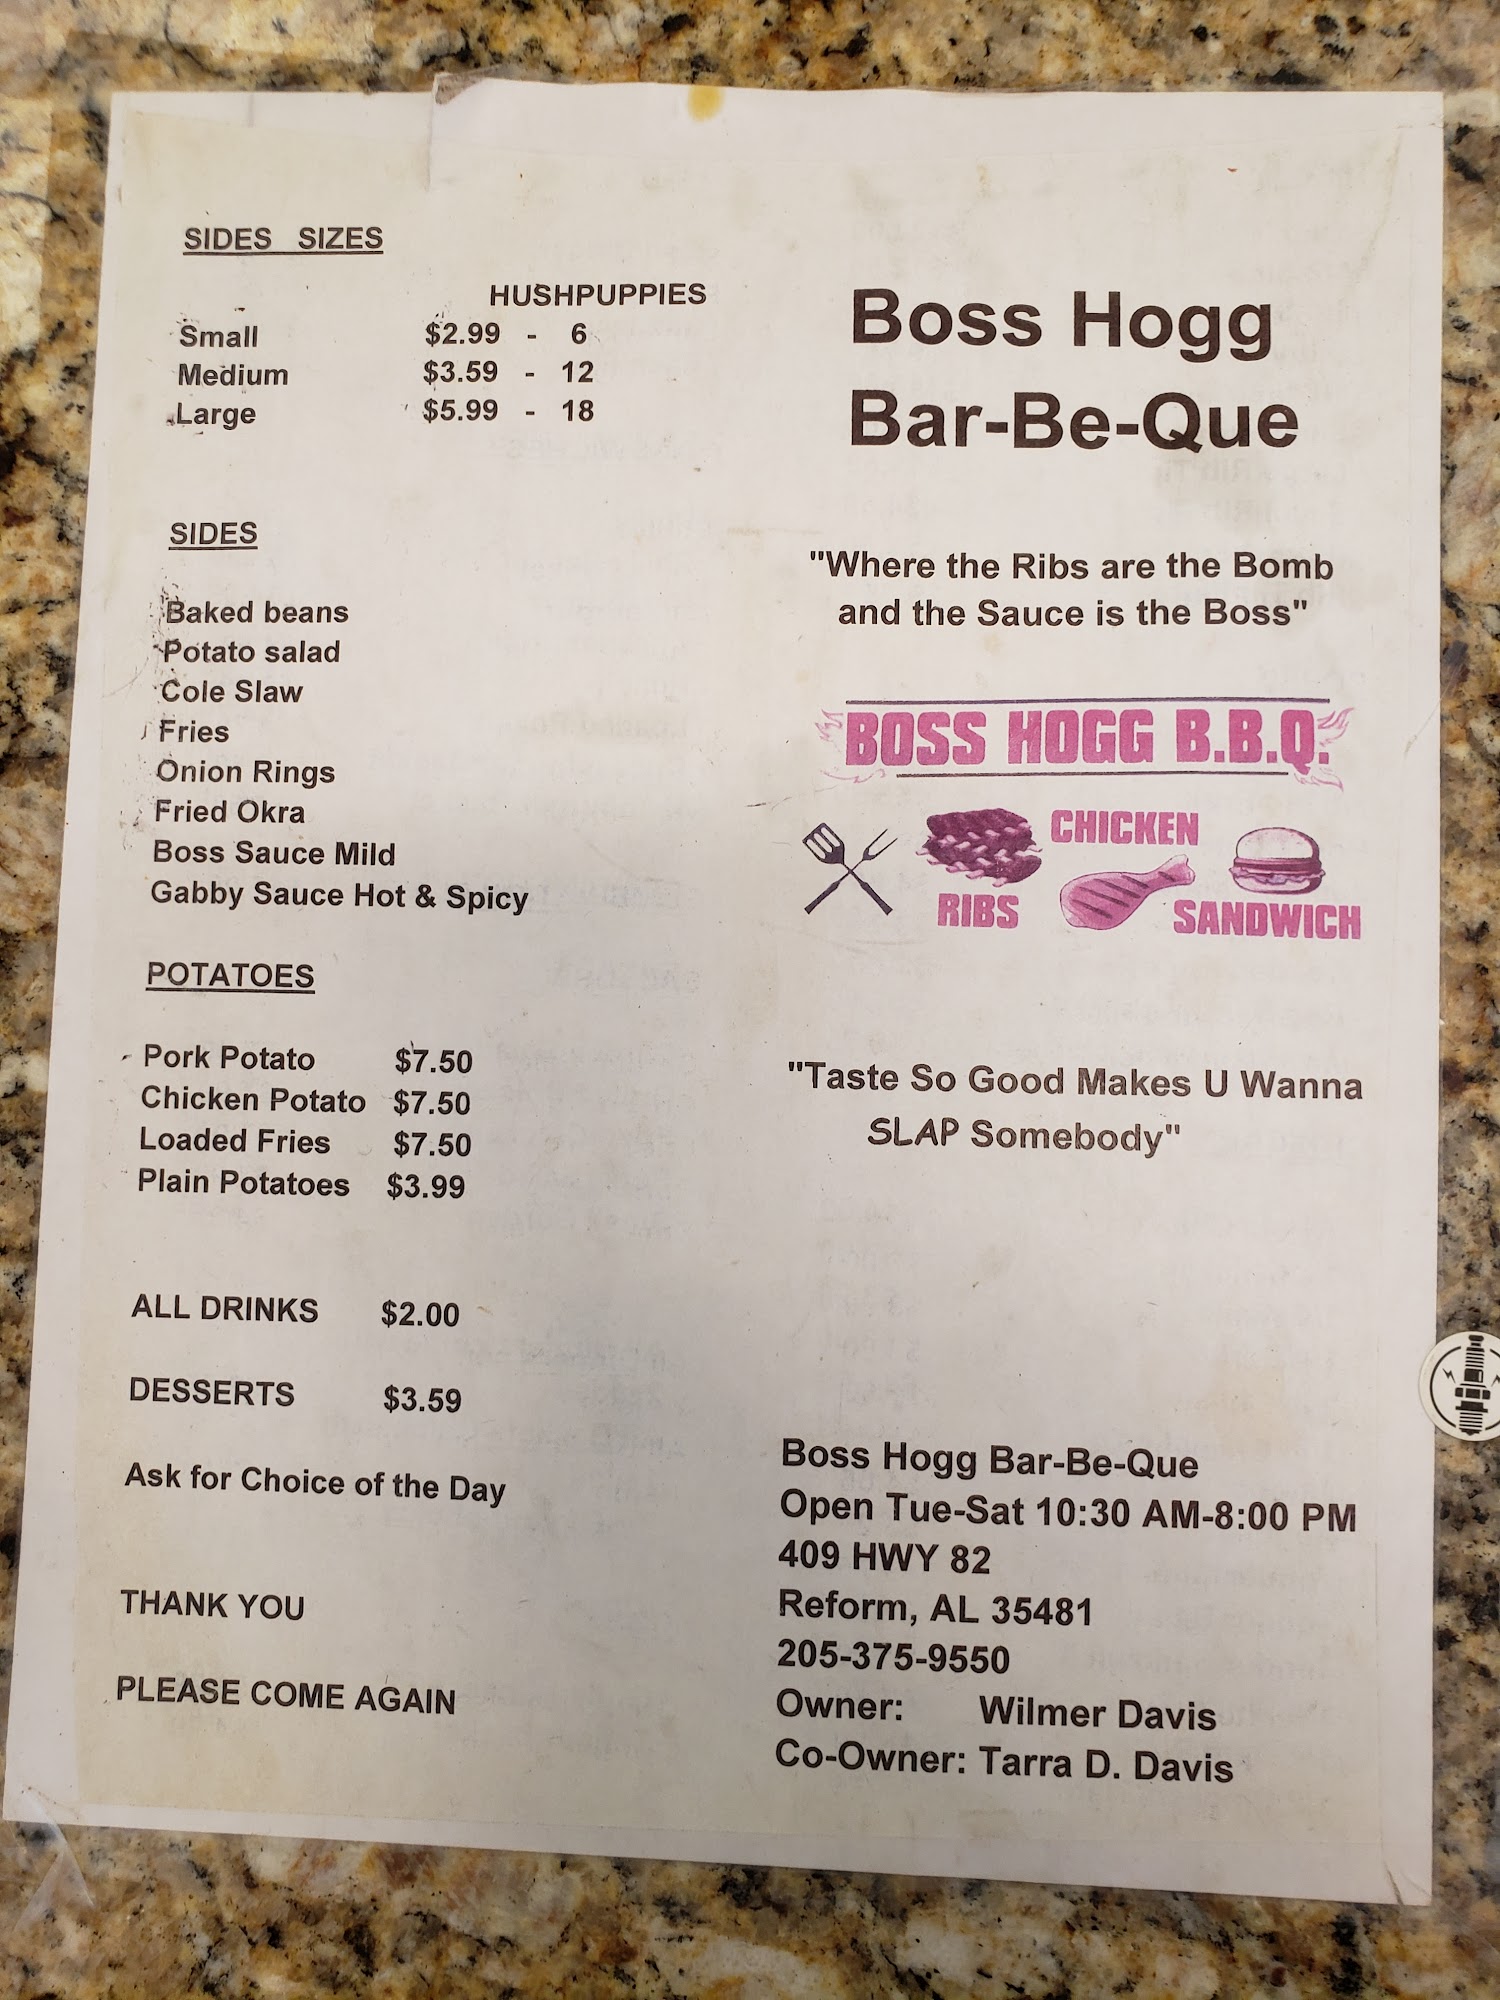 SIDES SIZES
HUSHPUPPIES
Small $2.99 - 6
Medium $3.59 - 12
Large $5.99 - 18
SIDES
Baked beans
Potato salad
Cole Slaw
Fries
Onion Rings
Fried Okra
Boss Sauce Mild
Gabby Sauce Hot & Spicy
POTATOES
Pork Potato $7.50
Chicken Potato $7.50
Loaded Fries $7.50
Plain Potatoes $3.99
ALL DRINKS $2.00
DESSERTS $3.59
Ask for Choice of the Day
THANK YOU
PLEASE COME AGAIN
Boss Hogg
Bar-Be-Que
"Where the Ribs are the Bomb
and the Sauce is the Boss"
BOSS HOGG B.B.Q.
CHICKEN
RIBS
SANDWICH
"Taste So Good Makes U Wanna
SLAP Somebody"
Boss Hogg Bar-Be-Que
Open Tue-Sat 10:30 AM-8:00 PM
409 HWY 82
Reform, AL 35481
205-375-9550
Owner: Wilmer Davis
Co-Owner: Tarra D. Davis